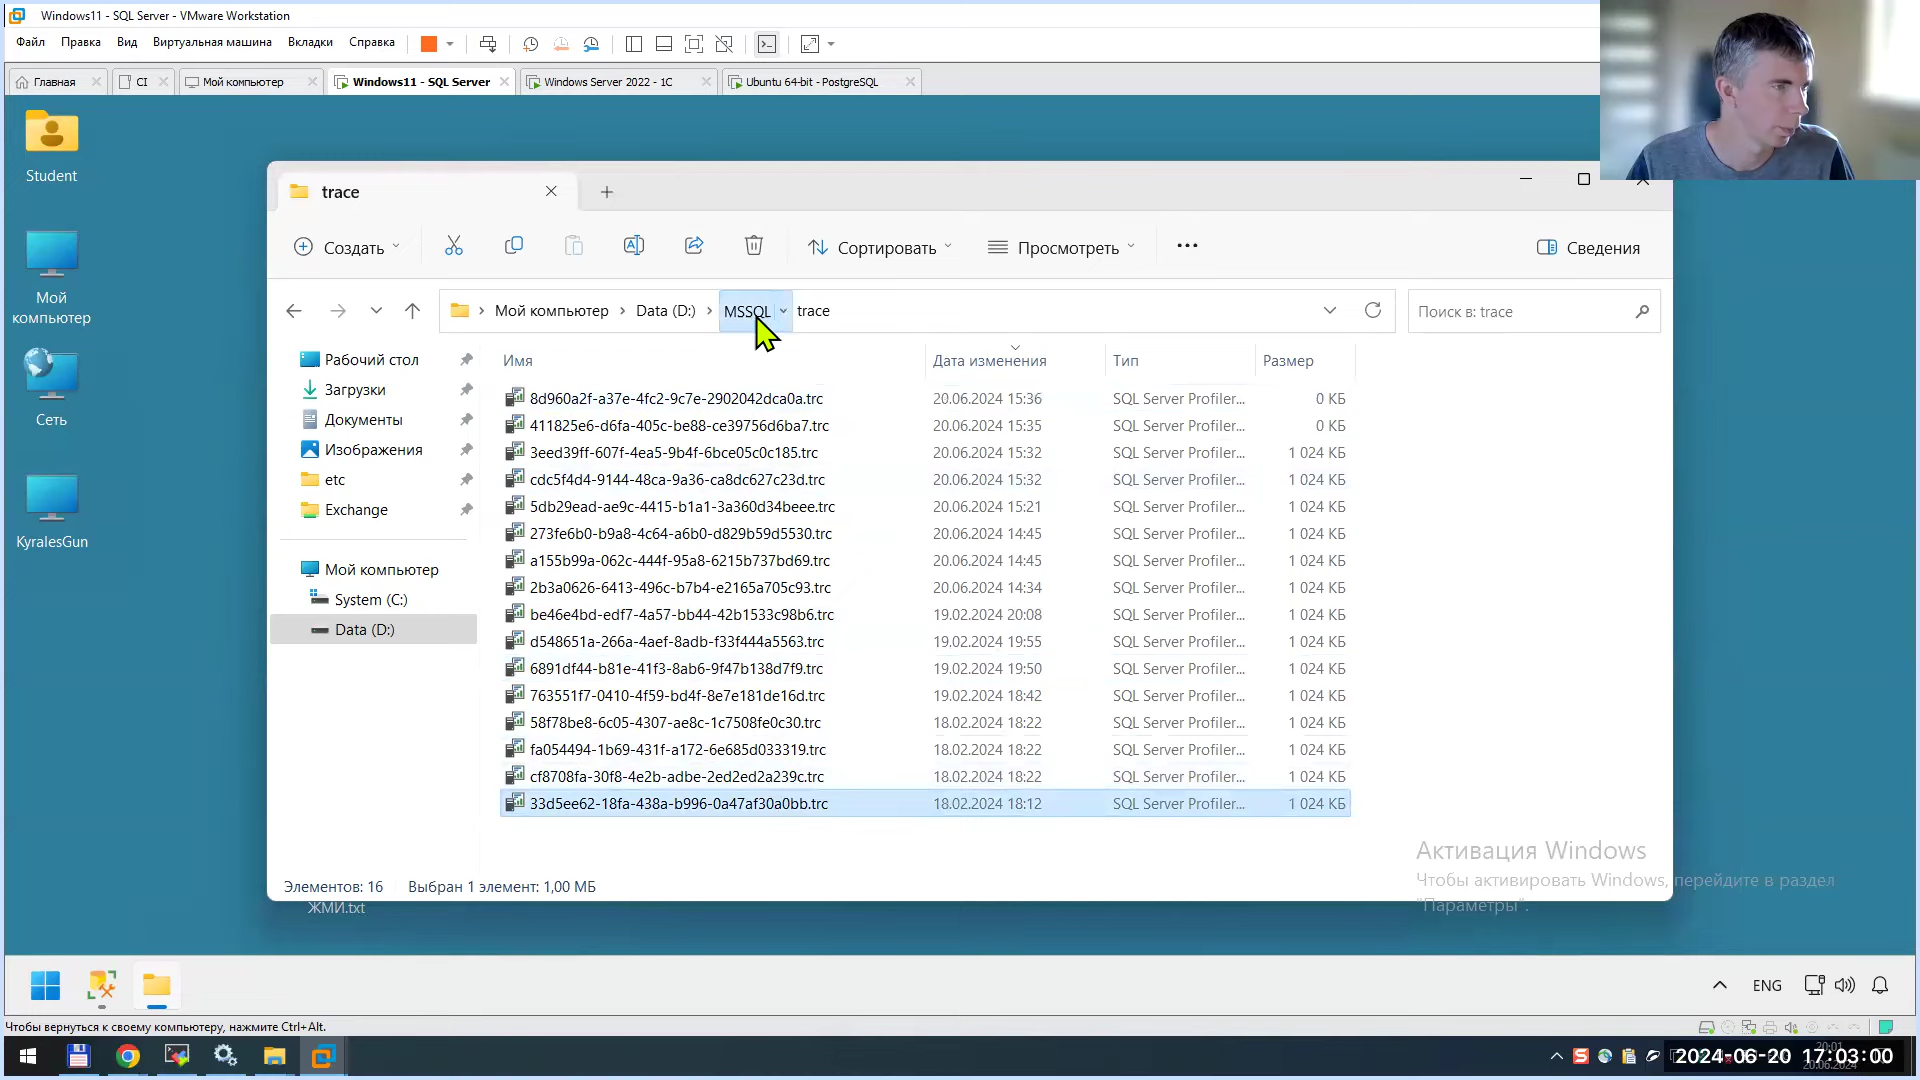 Windows11 - SQL Server - VMware Workstation
Файл Правка Вид Виртуальная машина Вкладки Справка
Главная CI Мой компьютер Windows11 - SQL Server Windows Server 2022 - 1C Ubuntu 64-bit - PostgreSQL
Student
Мой компьютер
Сеть
KyralesGun
trace
Создать Сортировать Просмотреть Сведения
Мой компьютер Data (D:) MSSQL trace Поиск в: trace
Рабочий стол
Загрузки
Документы
Изображения
etc
Exchange
Мой компьютер
System (C:)
Data (D:)
Имя Дата изменения Тип Размер
8d960a2f-a37e-4fc2-9c7e-2902042dca0a.trc 20.06.2024 15:36 SQL Server Profiler... 0 КБ
411825e6-d6fa-405c-be88-ce39756d6ba7.trc 20.06.2024 15:35 SQL Server Profiler... 0 КБ
3eed39ff-607f-4ea5-9b4f-6bce05c0c185.trc 20.06.2024 15:32 SQL Server Profiler... 1 024 КБ
cdc5f4d4-9144-48ca-9a36-ca8dc627c23d.trc 20.06.2024 15:32 SQL Server Profiler... 1 024 КБ
5db29ead-ae9c-4415-b1a1-3a360d34beee.trc 20.06.2024 15:21 SQL Server Profiler... 1 024 КБ
273fe6b0-b9a8-4c64-a6b0-d829b59d5530.trc 20.06.2024 14:45 SQL Server Profiler... 1 024 КБ
a155b99a-062c-444f-95a8-6215b737bd69.trc 20.06.2024 14:45 SQL Server Profiler... 1 024 КБ
2b3a0626-6413-496c-b7b4-e2165a705c93.trc 20.06.2024 14:34 SQL Server Profiler... 1 024 КБ
be46e4bd-edf7-4a57-bb44-42b1533c98b6.trc 19.02.2024 20:08 SQL Server Profiler... 1 024 КБ
d548651a-266a-4aef-8adb-f33f444a5563.trc 19.02.2024 19:55 SQL Server Profiler... 1 024 КБ
6891df44-b81e-41f3-8ab6-9f47b138d7f9.trc 19.02.2024 19:50 SQL Server Profiler... 1 024 КБ
763551f7-0410-4f59-bd4f-8e7e181de16d.trc 19.02.2024 18:42 SQL Server Profiler... 1 024 КБ
58f78be8-6c05-4307-ae8c-1c7508fe0c30.trc 18.02.2024 18:22 SQL Server Profiler... 1 024 КБ
fa054494-1b69-431f-a172-6e685d033319.trc 18.02.2024 18:22 SQL Server Profiler... 1 024 КБ
cf8708fa-30f8-4e2b-adbe-2ed2ed2a239c.trc 18.02.2024 18:22 SQL Server Profiler... 1 024 КБ
33d5ee62-18fa-438a-b996-0a47af30a0bb.trc 18.02.2024 18:12 SQL Server Profiler... 1 024 КБ
Элементов: 16 Выбран 1 элемент: 1,00 МБ
ЖМИ.txt
Активация Windows
Чтобы активировать Windows, перейдите в раздел
"Параметры".
ENG
Чтобы вернуться к своему компьютеру, нажмите Ctrl+Alt.
20:01
20.06.2024
2024-06-20 17:03:00